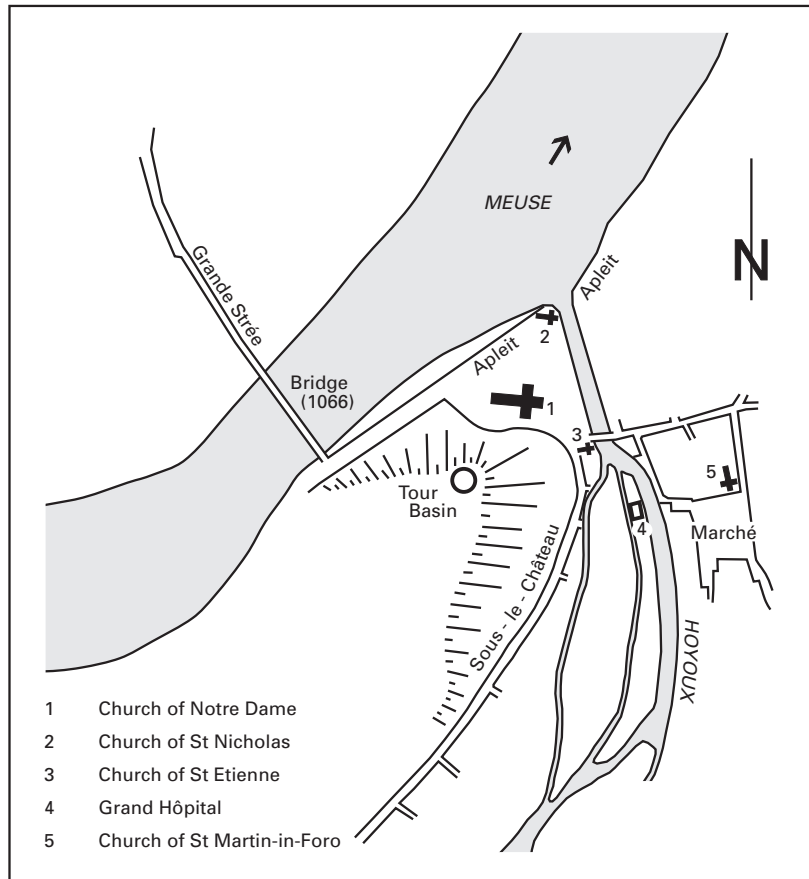 MEUSE
N
Grande Strée
Apleit
2
Apleit
Bridge
(1066)
1
3
Tour
Basin
5
4
Marché
Sous - le - Château
HOYOUX
1 Church of Notre Dame
2 Church of St Nicholas
3 Church of St Etienne
4 Grand Hôpital
5 Church of St Martin-in-Foro